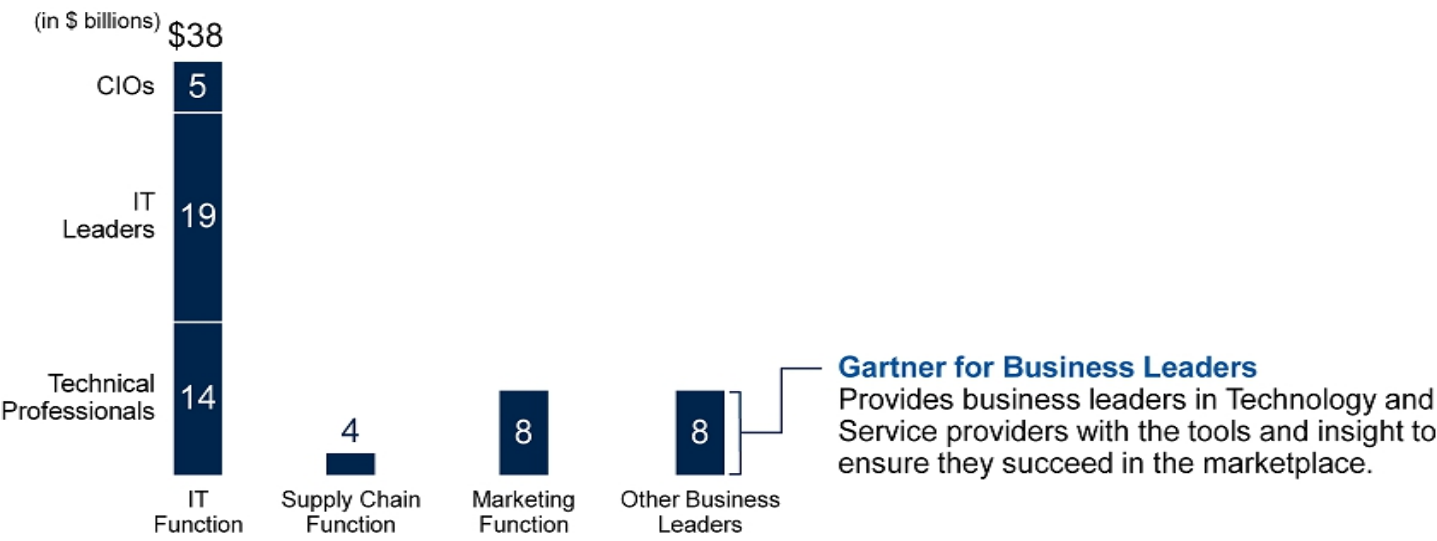 (in $ billions)
$38
CIOs
5
IT
Leaders
19
Technical
Professionals
14
4
8
8
IT
Function
Supply Chain
Function
Marketing
Function
Other Business
Leaders
Gartner for Business Leaders
Provides business leaders in Technology and
Service providers with the tools and insight to
ensure they succeed in the marketplace.